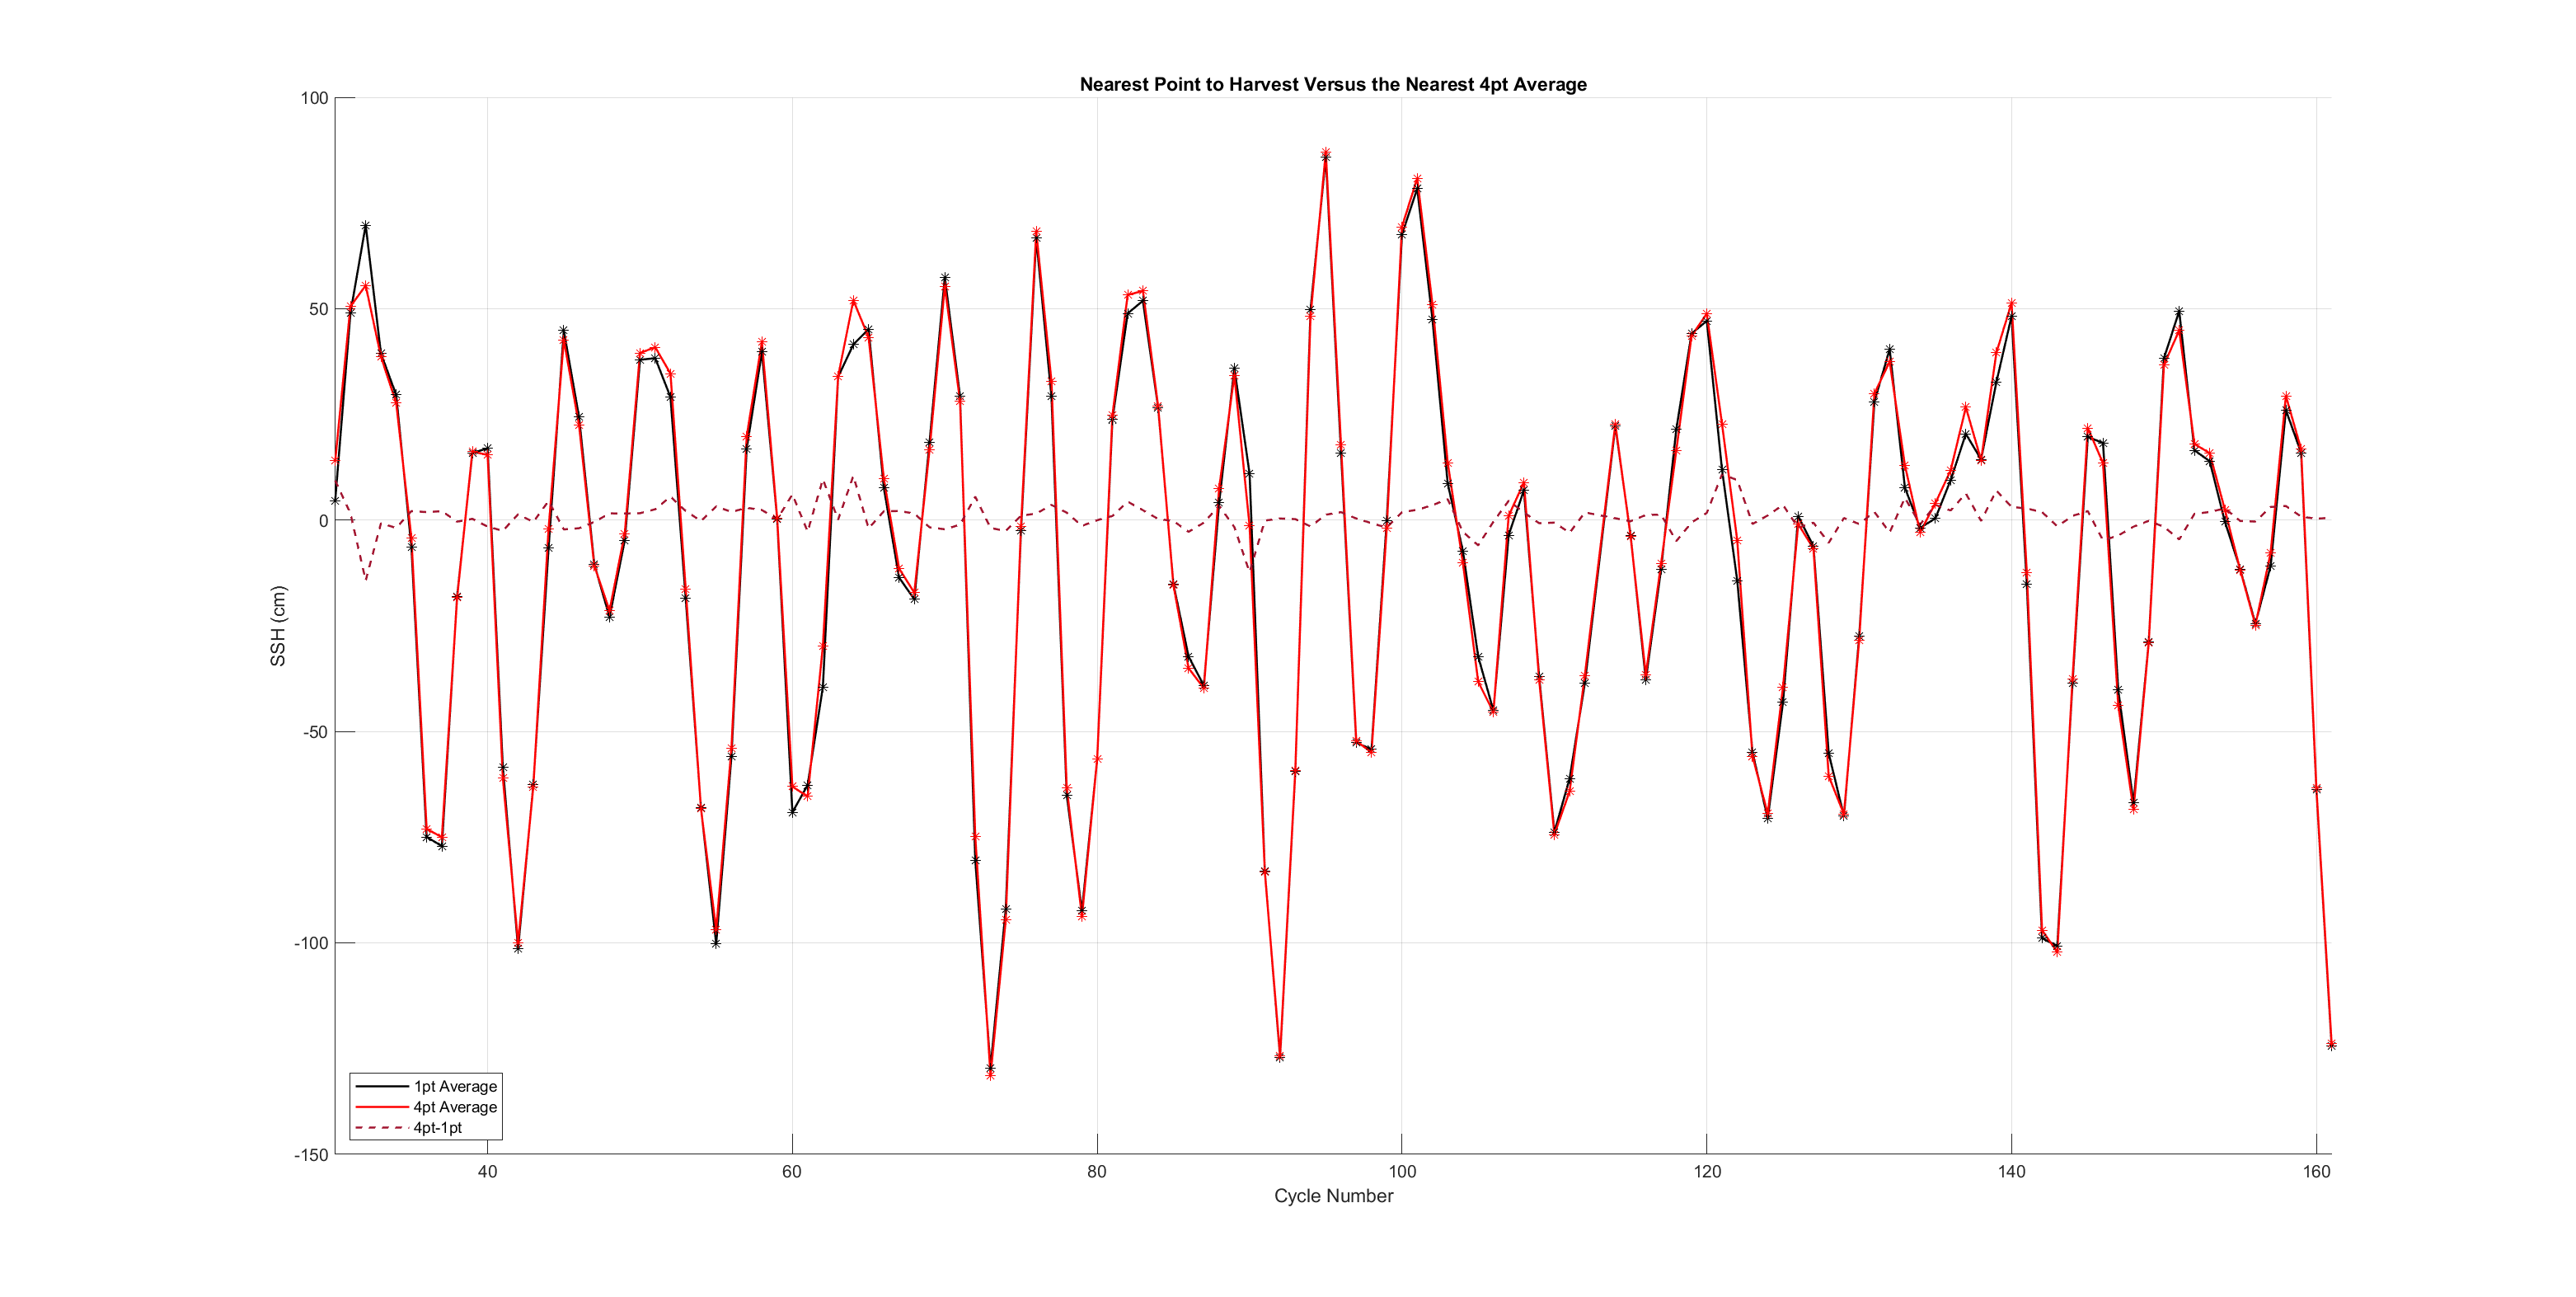 Nearest Point to Harvest Versus the Nearest 4pt Average
100
50
0
-50
-100
-150
SSH (cm)
1pt Average
4pt Average
4pt-1pt
40 60 80 100 120 140 160
Cycle Number